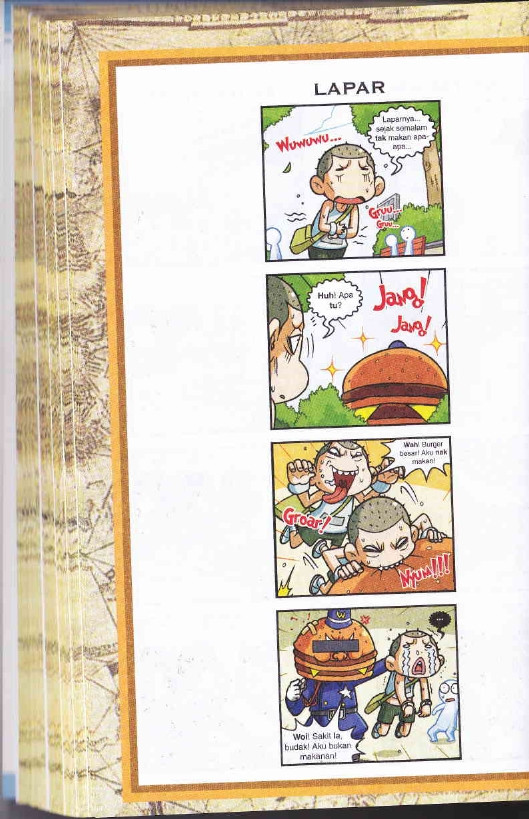 LAPAR
Laparnya...
sejak semalam
tak makan apa-
apa...
Wuwuwu...
Gruu...
Gruu...
Huh! Apa
tu?
Jang!
Jang!
Wah! Burger
besar! Aku nak
makan!
Groar!
Nyum!!!
W
...
Woi! Sakit la,
budak! Aku bukan
makanan!